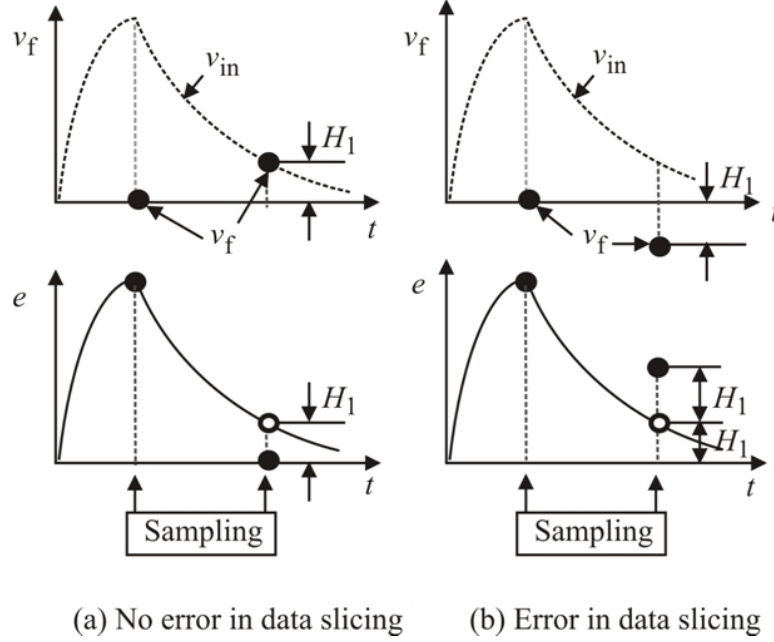 (a)
(b)
v_f
v_in
H_1
v_f
t
v_f
v_in
H_1
v_f
t
e
H_1
t
Sampling
e
H_1
H_1
t
Sampling
(a) No error in data slicing
(b) Error in data slicing